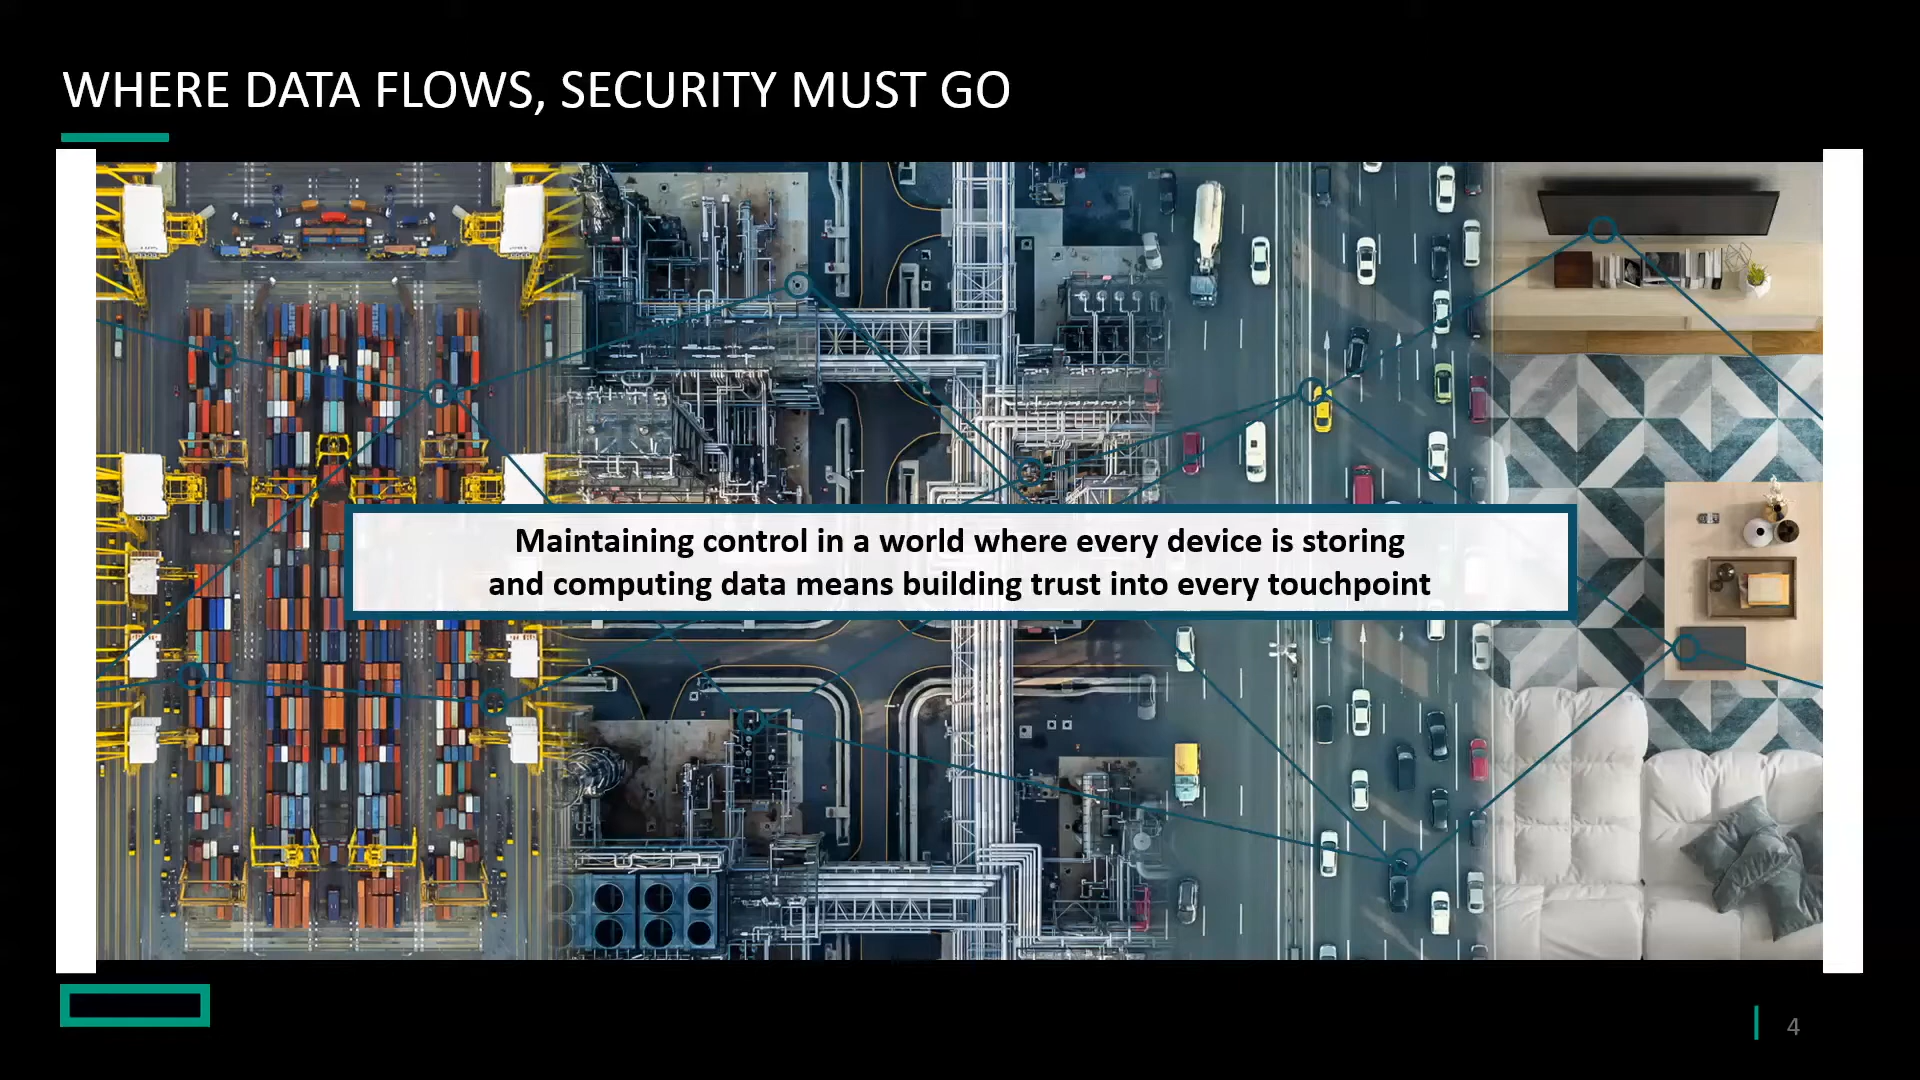 WHERE DATA FLOWS, SECURITY MUST GO
Maintaining control in a world where every device is storing
and computing data means building trust into every touchpoint
4